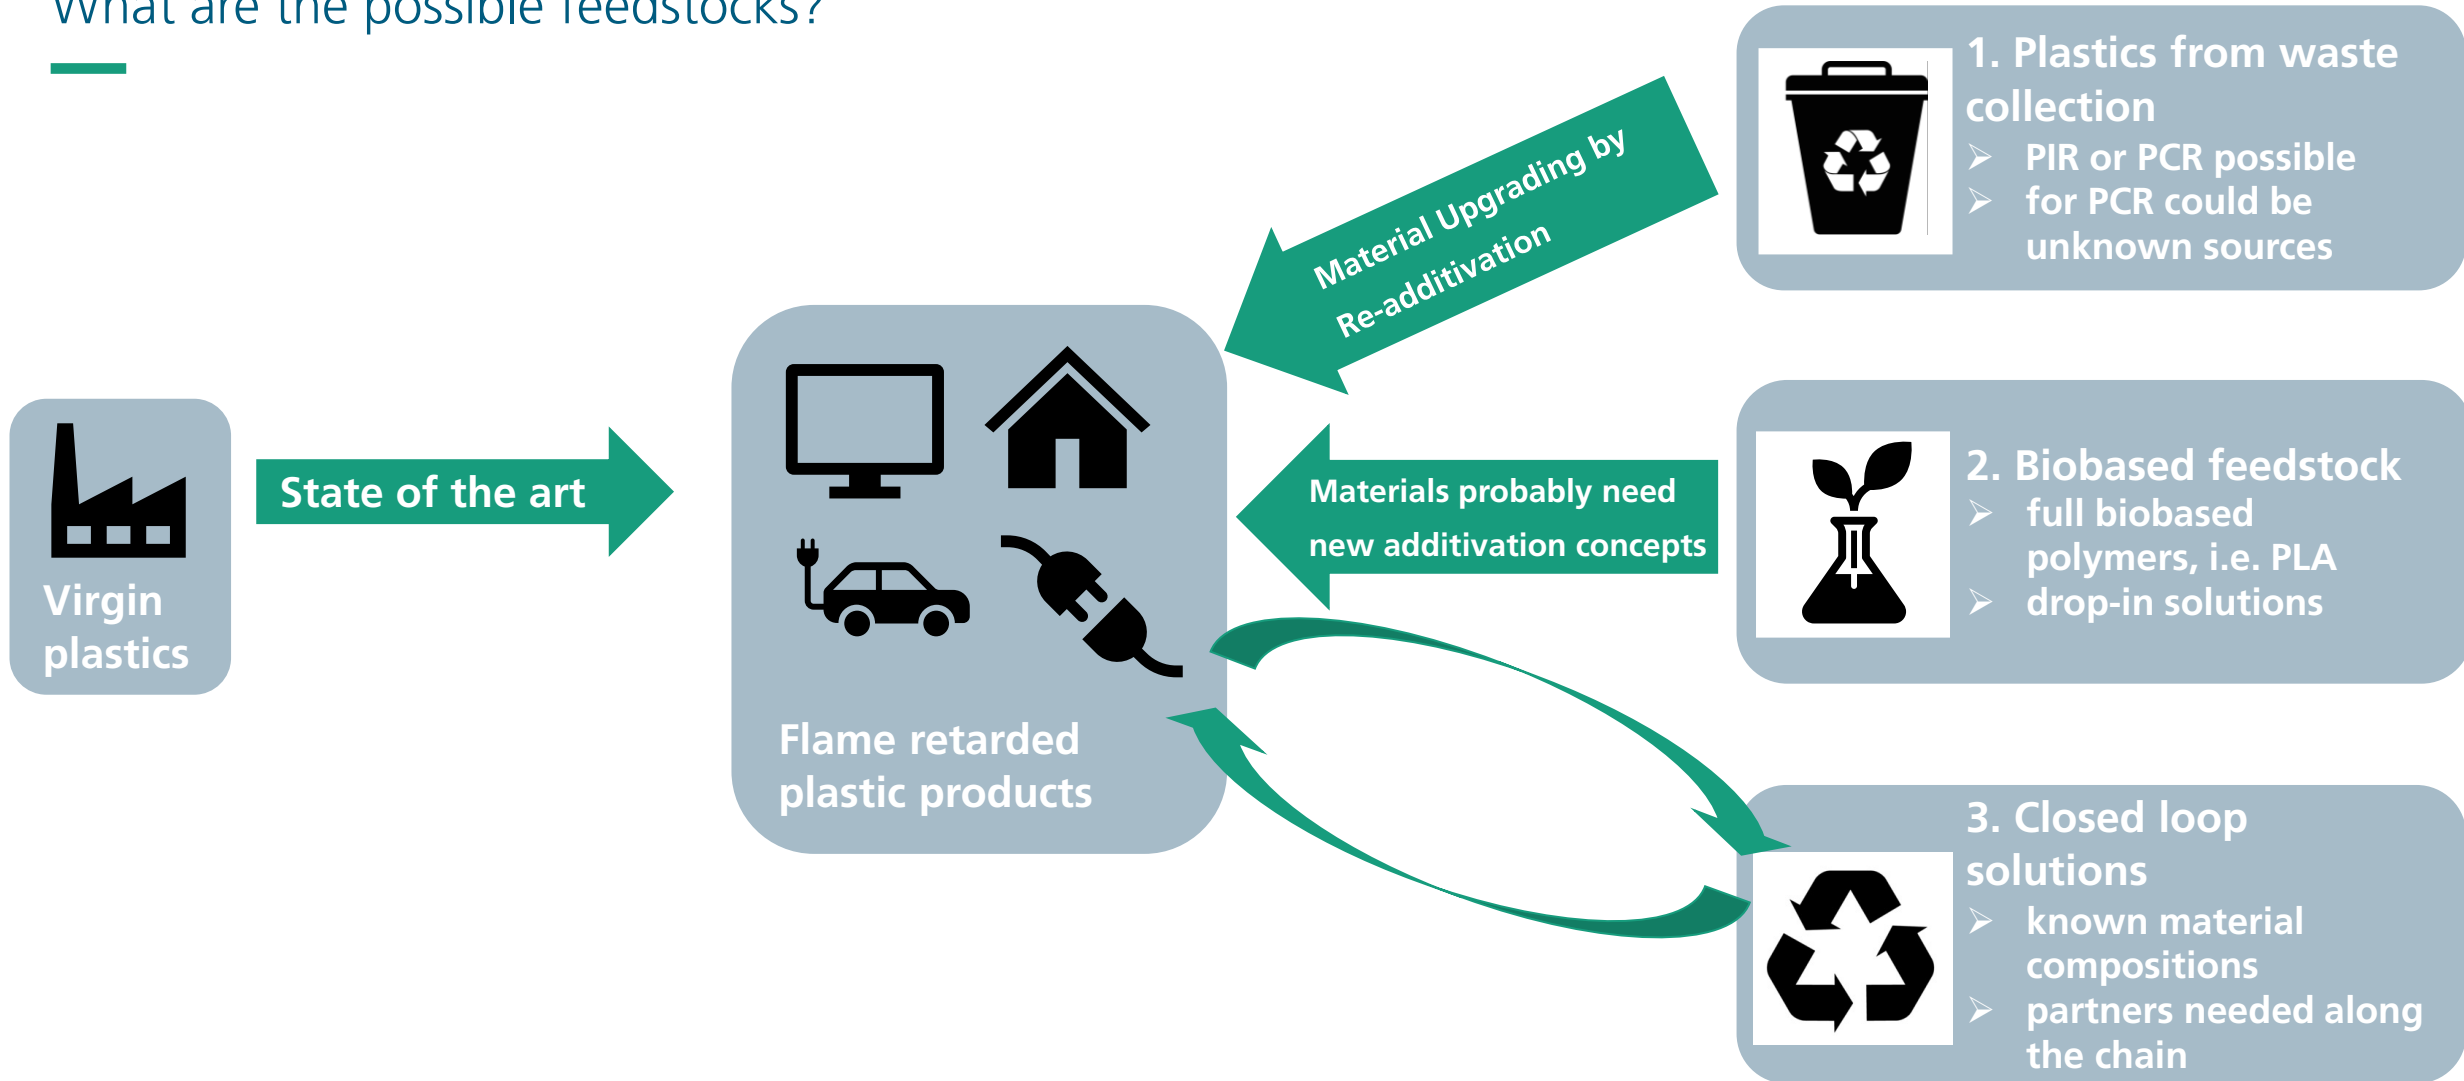 What are the possible feedstocks?
Virgin
plastics
State of the art
Flame retarded
plastic products
Material Upgrading by
Re-additivation
Materials probably need
new additivation concepts
1. Plastics from waste
collection
➢ PIR or PCR possible
➢ for PCR could be
unknown sources
2. Biobased feedstock
➢ full biobased
polymers, i.e. PLA
➢ drop-in solutions
3. Closed loop
solutions
➢ known material
compositions
➢ partners needed along
the chain